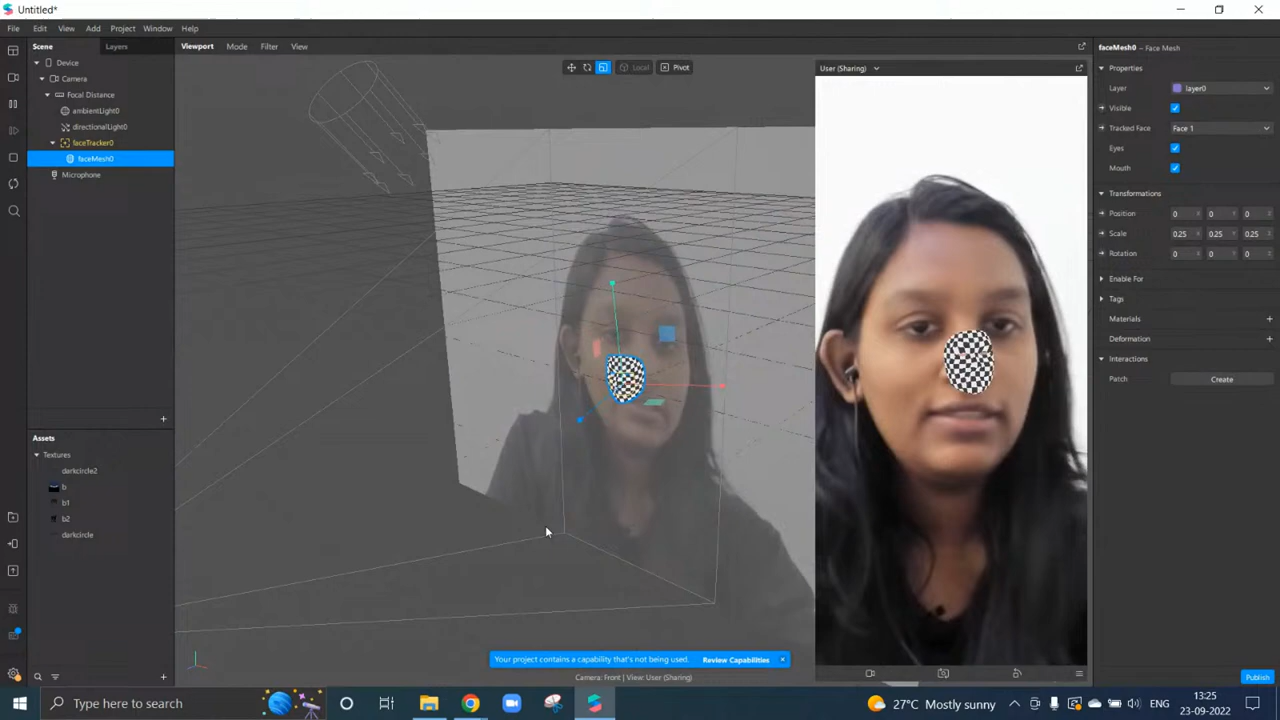 Untitled*
File Edit View Add Project Window Help
Scene Layers
Device
Camera
Focal Distance
ambientLight0
directionalLight0
faceTracker0
faceMesh0
Microphone
Assets
Textures
darkcircle2
b
b1
b2
darkcircle
Viewport Mode Filter View
Local Pivot
User (Sharing)
Your project contains a capability that's not being used. Review Capabilities
Camera: Front | View: User (Sharing)
faceMesh0 – Face Mesh
Properties
Layer layer0
Visible
Tracked Face Face 1
Eyes
Mouth
Transformations
Position 0 X 0 Y 0 Z
Scale 0.25 X 0.25 Y 0.25 Z
Rotation 0 X 0 Y 0 Z
Enable For
Tags
Materials
Deformation
Interactions
Patch Create
Publish
Type here to search
27°C Mostly sunny
ENG
13:25
23-09-2022